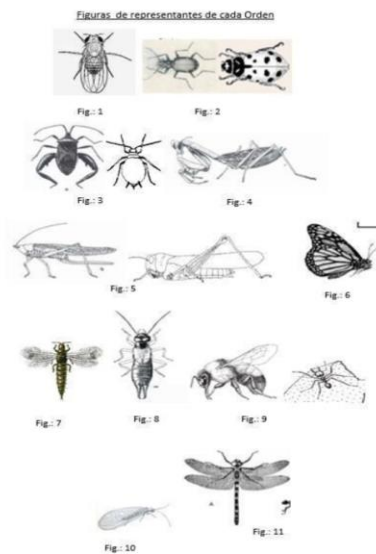 Figuras de representantes de cada Orden
Fig.: 1
Fig.: 2
Fig.: 3
Fig.: 4
Fig.: 5
Fig.: 6
Fig.: 7
Fig.: 8
Fig.: 9
Fig.: 10
Fig.: 11